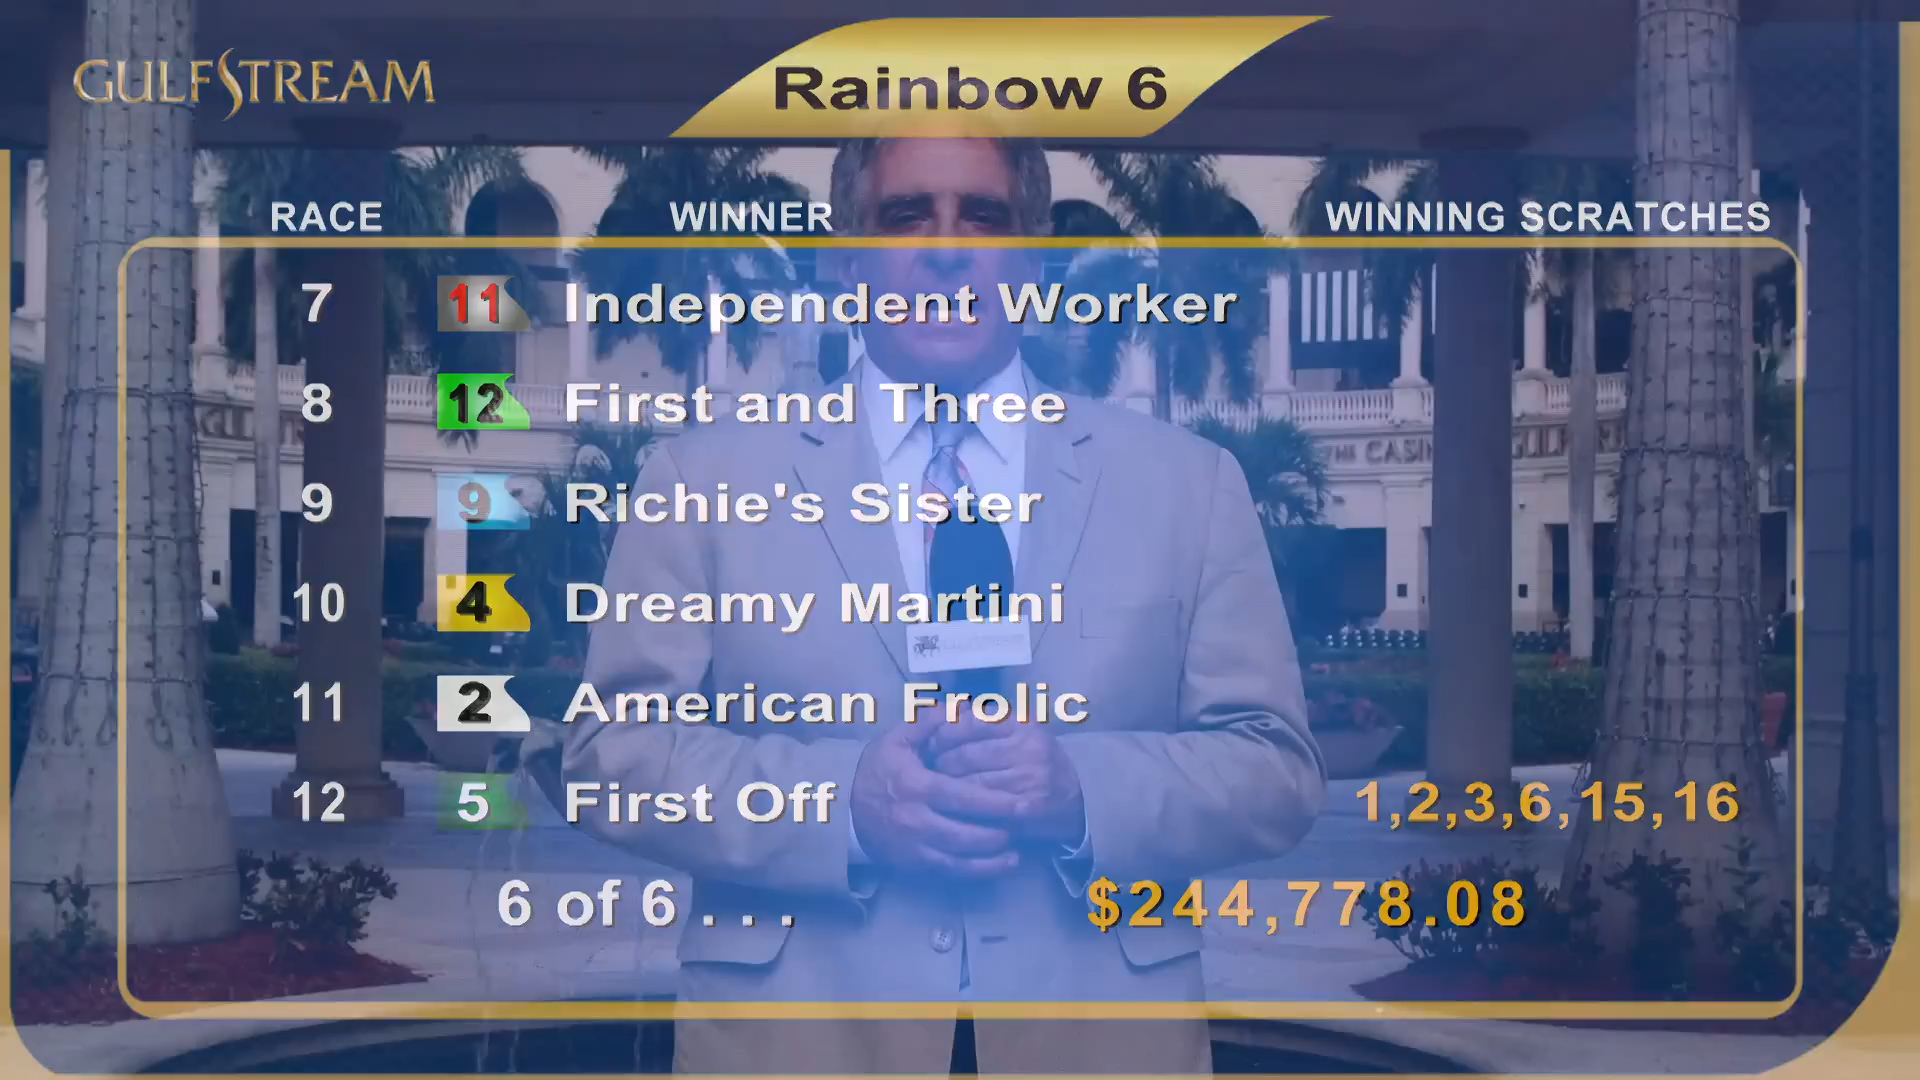 GULFSTREAM
Rainbow 6
RACE WINNER WINNING SCRATCHES
7 11 Independent Worker
8 12 First and Three
9 9 Richie's Sister
10 4 Dreamy Martini
11 2 American Frolic
12 5 First Off 1,2,3,6,15,16
6 of 6 . . . $244,778.08
THE CASIN